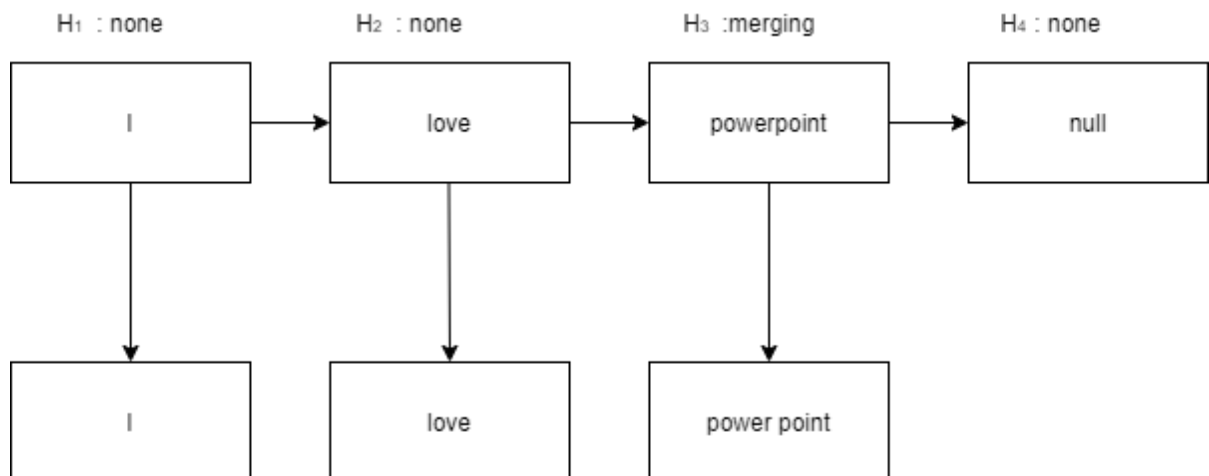 H1 : none H2 : none H3 :merging H4 : none
I love powerpoint null
I love power point